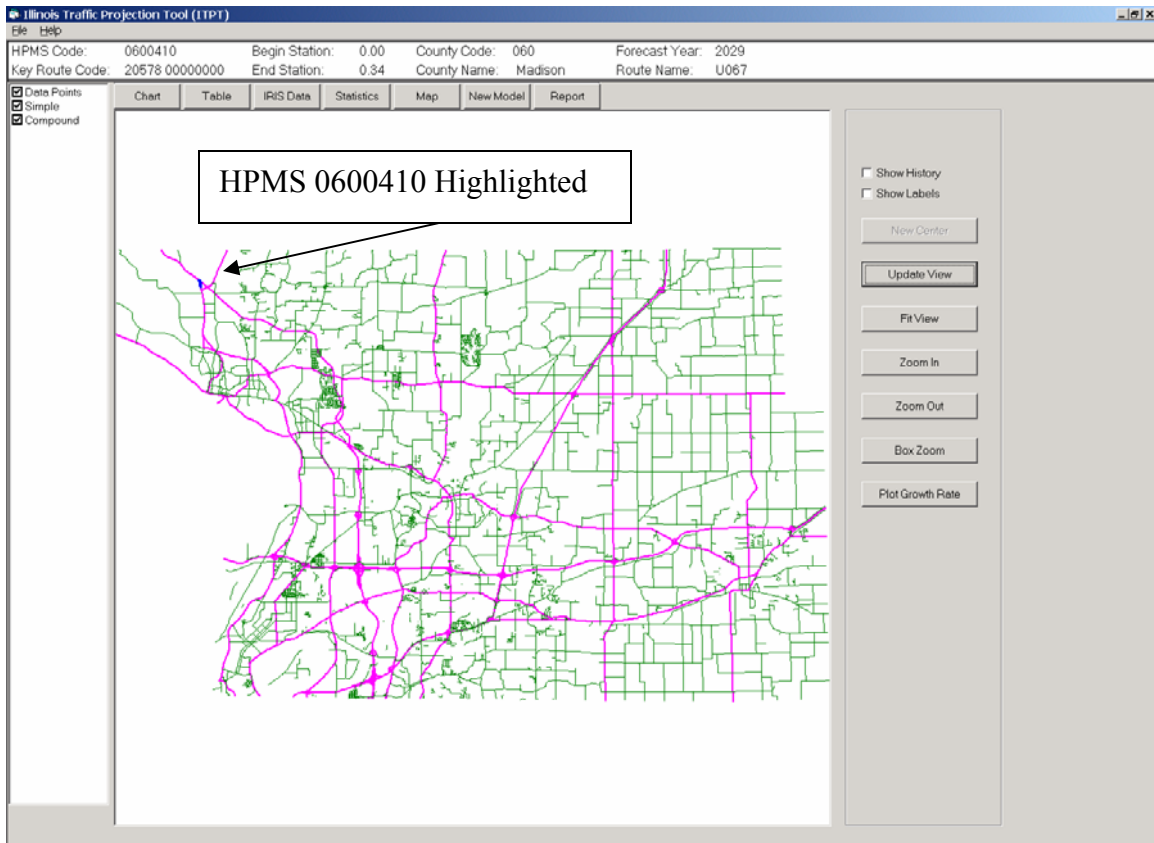 Illinois Traffic Projection Tool (ITPT)
File Help
HPMS Code: 0600410 Begin Station: 0.00 County Code: 060 Forecast Year: 2029
Key Route Code: 20578 00000000 End Station: 0.34 County Name: Madison Route Name: U067
Data Points
Simple
Compound
Chart Table IRIS Data Statistics Map New Model Report
HPMS 0600410 Highlighted
Show History
Show Labels
New Center
Update View
Fit View
Zoom In
Zoom Out
Box Zoom
Plot Growth Rate